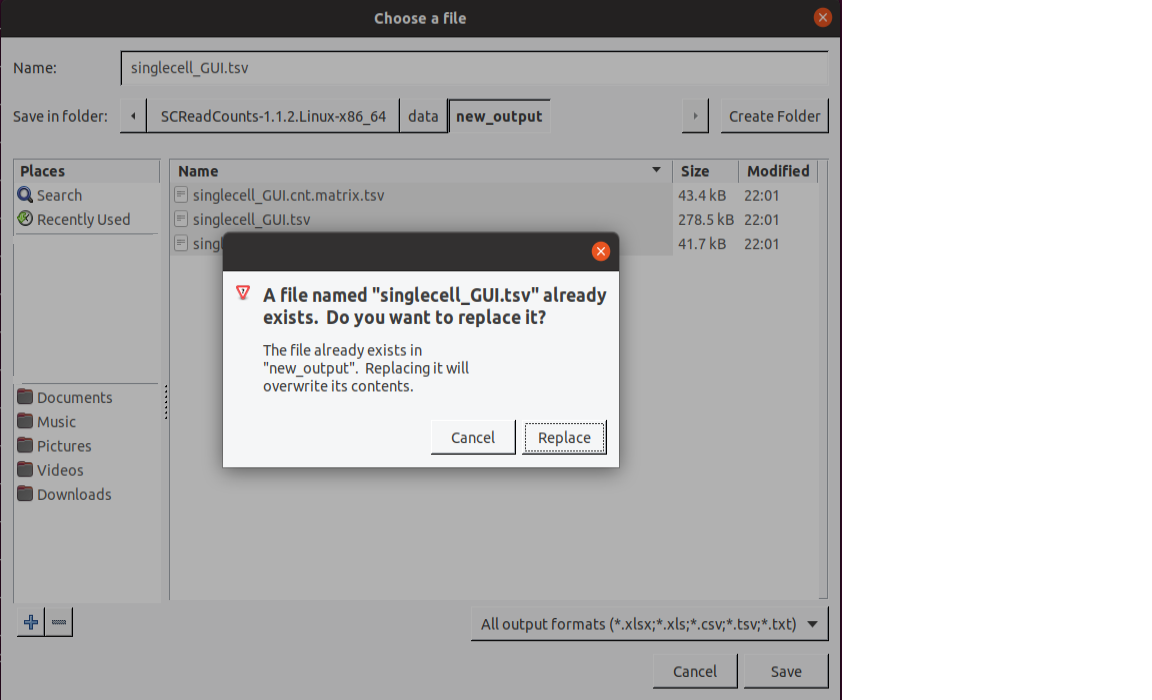 Choose a file
Name:
singlecell_GUI.tsv
Save in folder:
SCReadCounts-1.1.2.Linux-x86_64
data
new_output
Create Folder
Places
Search
Recently Used
Documents
Music
Pictures
Videos
Downloads
Name Size Modified
singlecell_GUI.cnt.matrix.tsv 43.4 kB 22:01
singlecell_GUI.tsv 278.5 kB 22:01
41.7 kB 22:01
A file named "singlecell_GUI.tsv" already
exists. Do you want to replace it?
The file already exists in
"new_output". Replacing it will
overwrite its contents.
Cancel Replace
All output formats (*.xlsx;*.xls;*.csv;*.tsv;*.txt)
Cancel Save